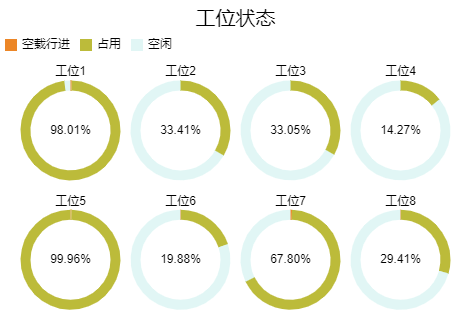 工位状态
空载行进 占用 空闲
工位1 工位2 工位3 工位4
98.01% 33.41% 33.05% 14.27%
工位5 工位6 工位7 工位8
99.96% 19.88% 67.80% 29.41%